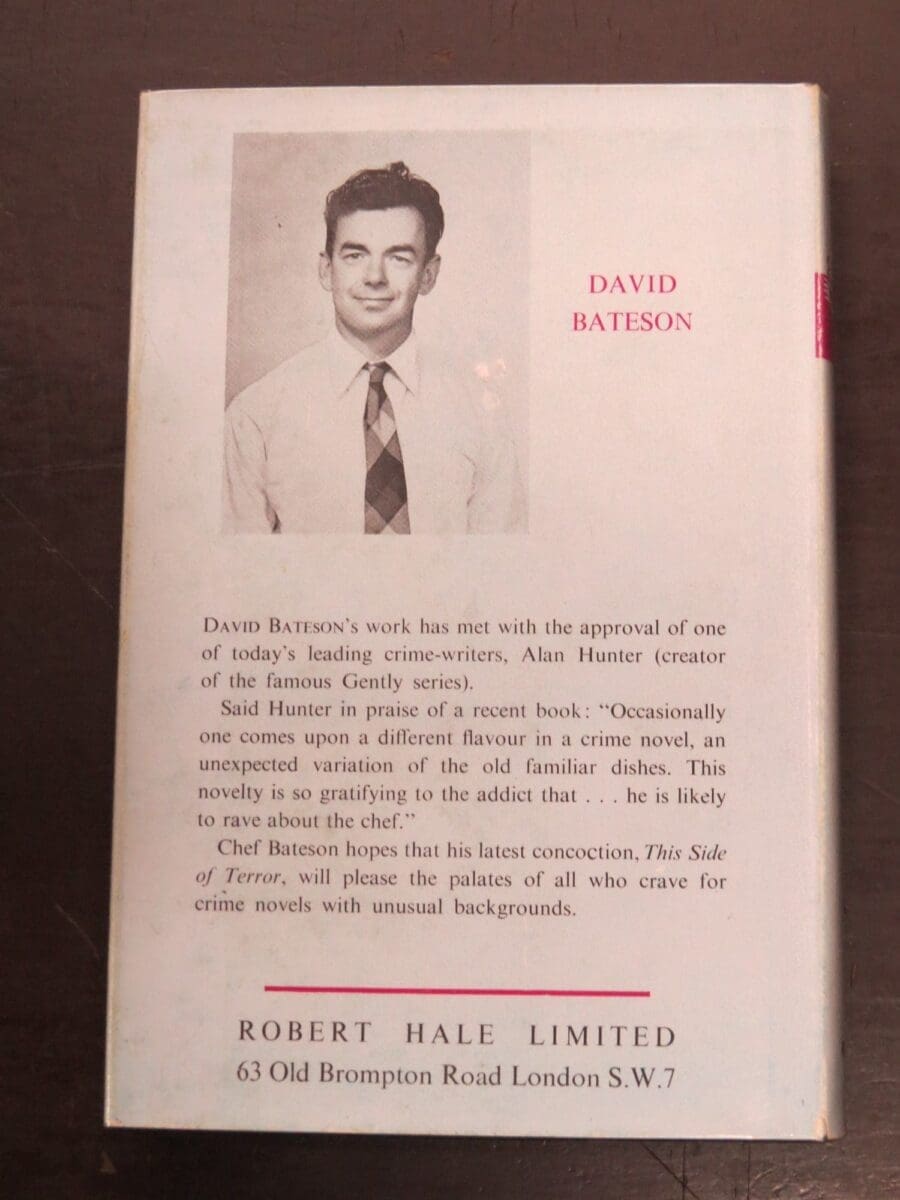 DAVID
BATESON
DAVID BATESON's work has met with the approval of one
of today's leading crime-writers, Alan Hunter (creator
of the famous Gently series).
Said Hunter in praise of a recent book: “Occasionally
one comes upon a different flavour in a crime novel, an
unexpected variation of the old familiar dishes. This
novelty is so gratifying to the addict that . . . he is likely
to rave about the chef.”
Chef Bateson hopes that his latest concoction, This Side
of Terror, will please the palates of all who crave for
crime novels with unusual backgrounds.
ROBERT HALE LIMITED
63 Old Brompton Road London S.W.7